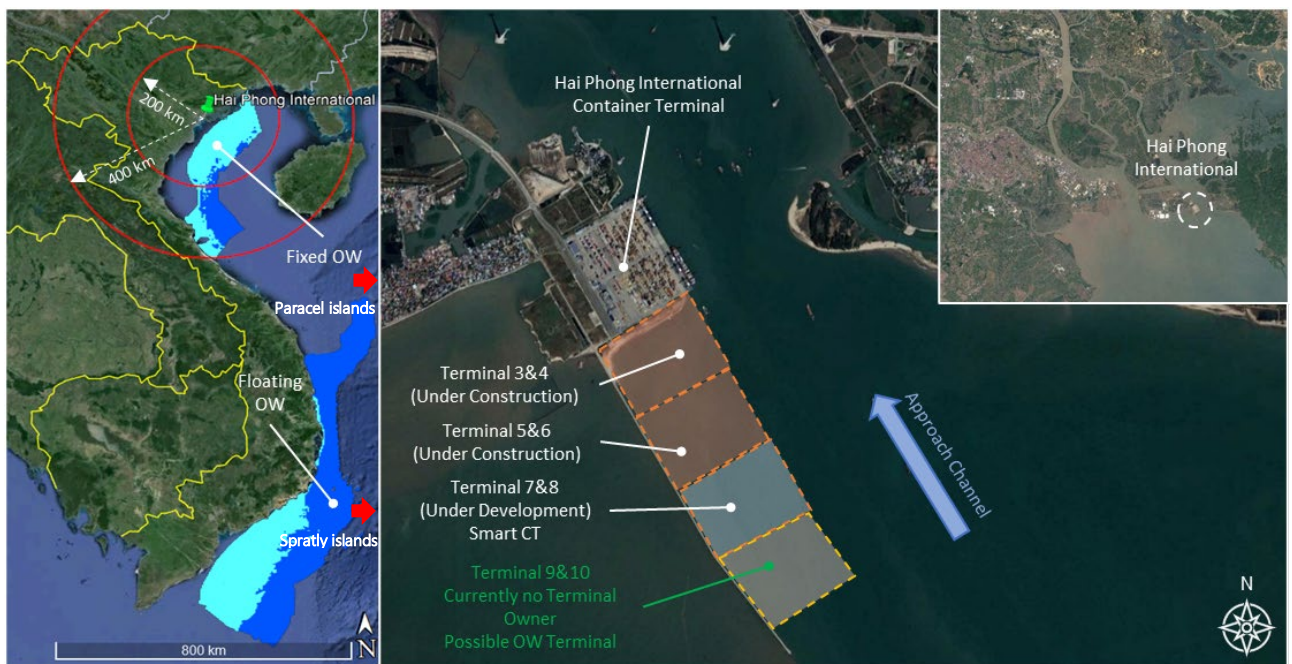 200 km
Hai Phong International
400 km
Fixed OW
Paracel islands
Floating
OW
Spratly islands
800 km
N
Hai Phong International
Container Terminal
Terminal 3&4
(Under Construction)
Terminal 5&6
(Under Construction)
Terminal 7&8
(Under Development)
Smart CT
Terminal 9&10
Currently no Terminal
Owner
Possible OW Terminal
Approach Channel
Hai Phong
International
N